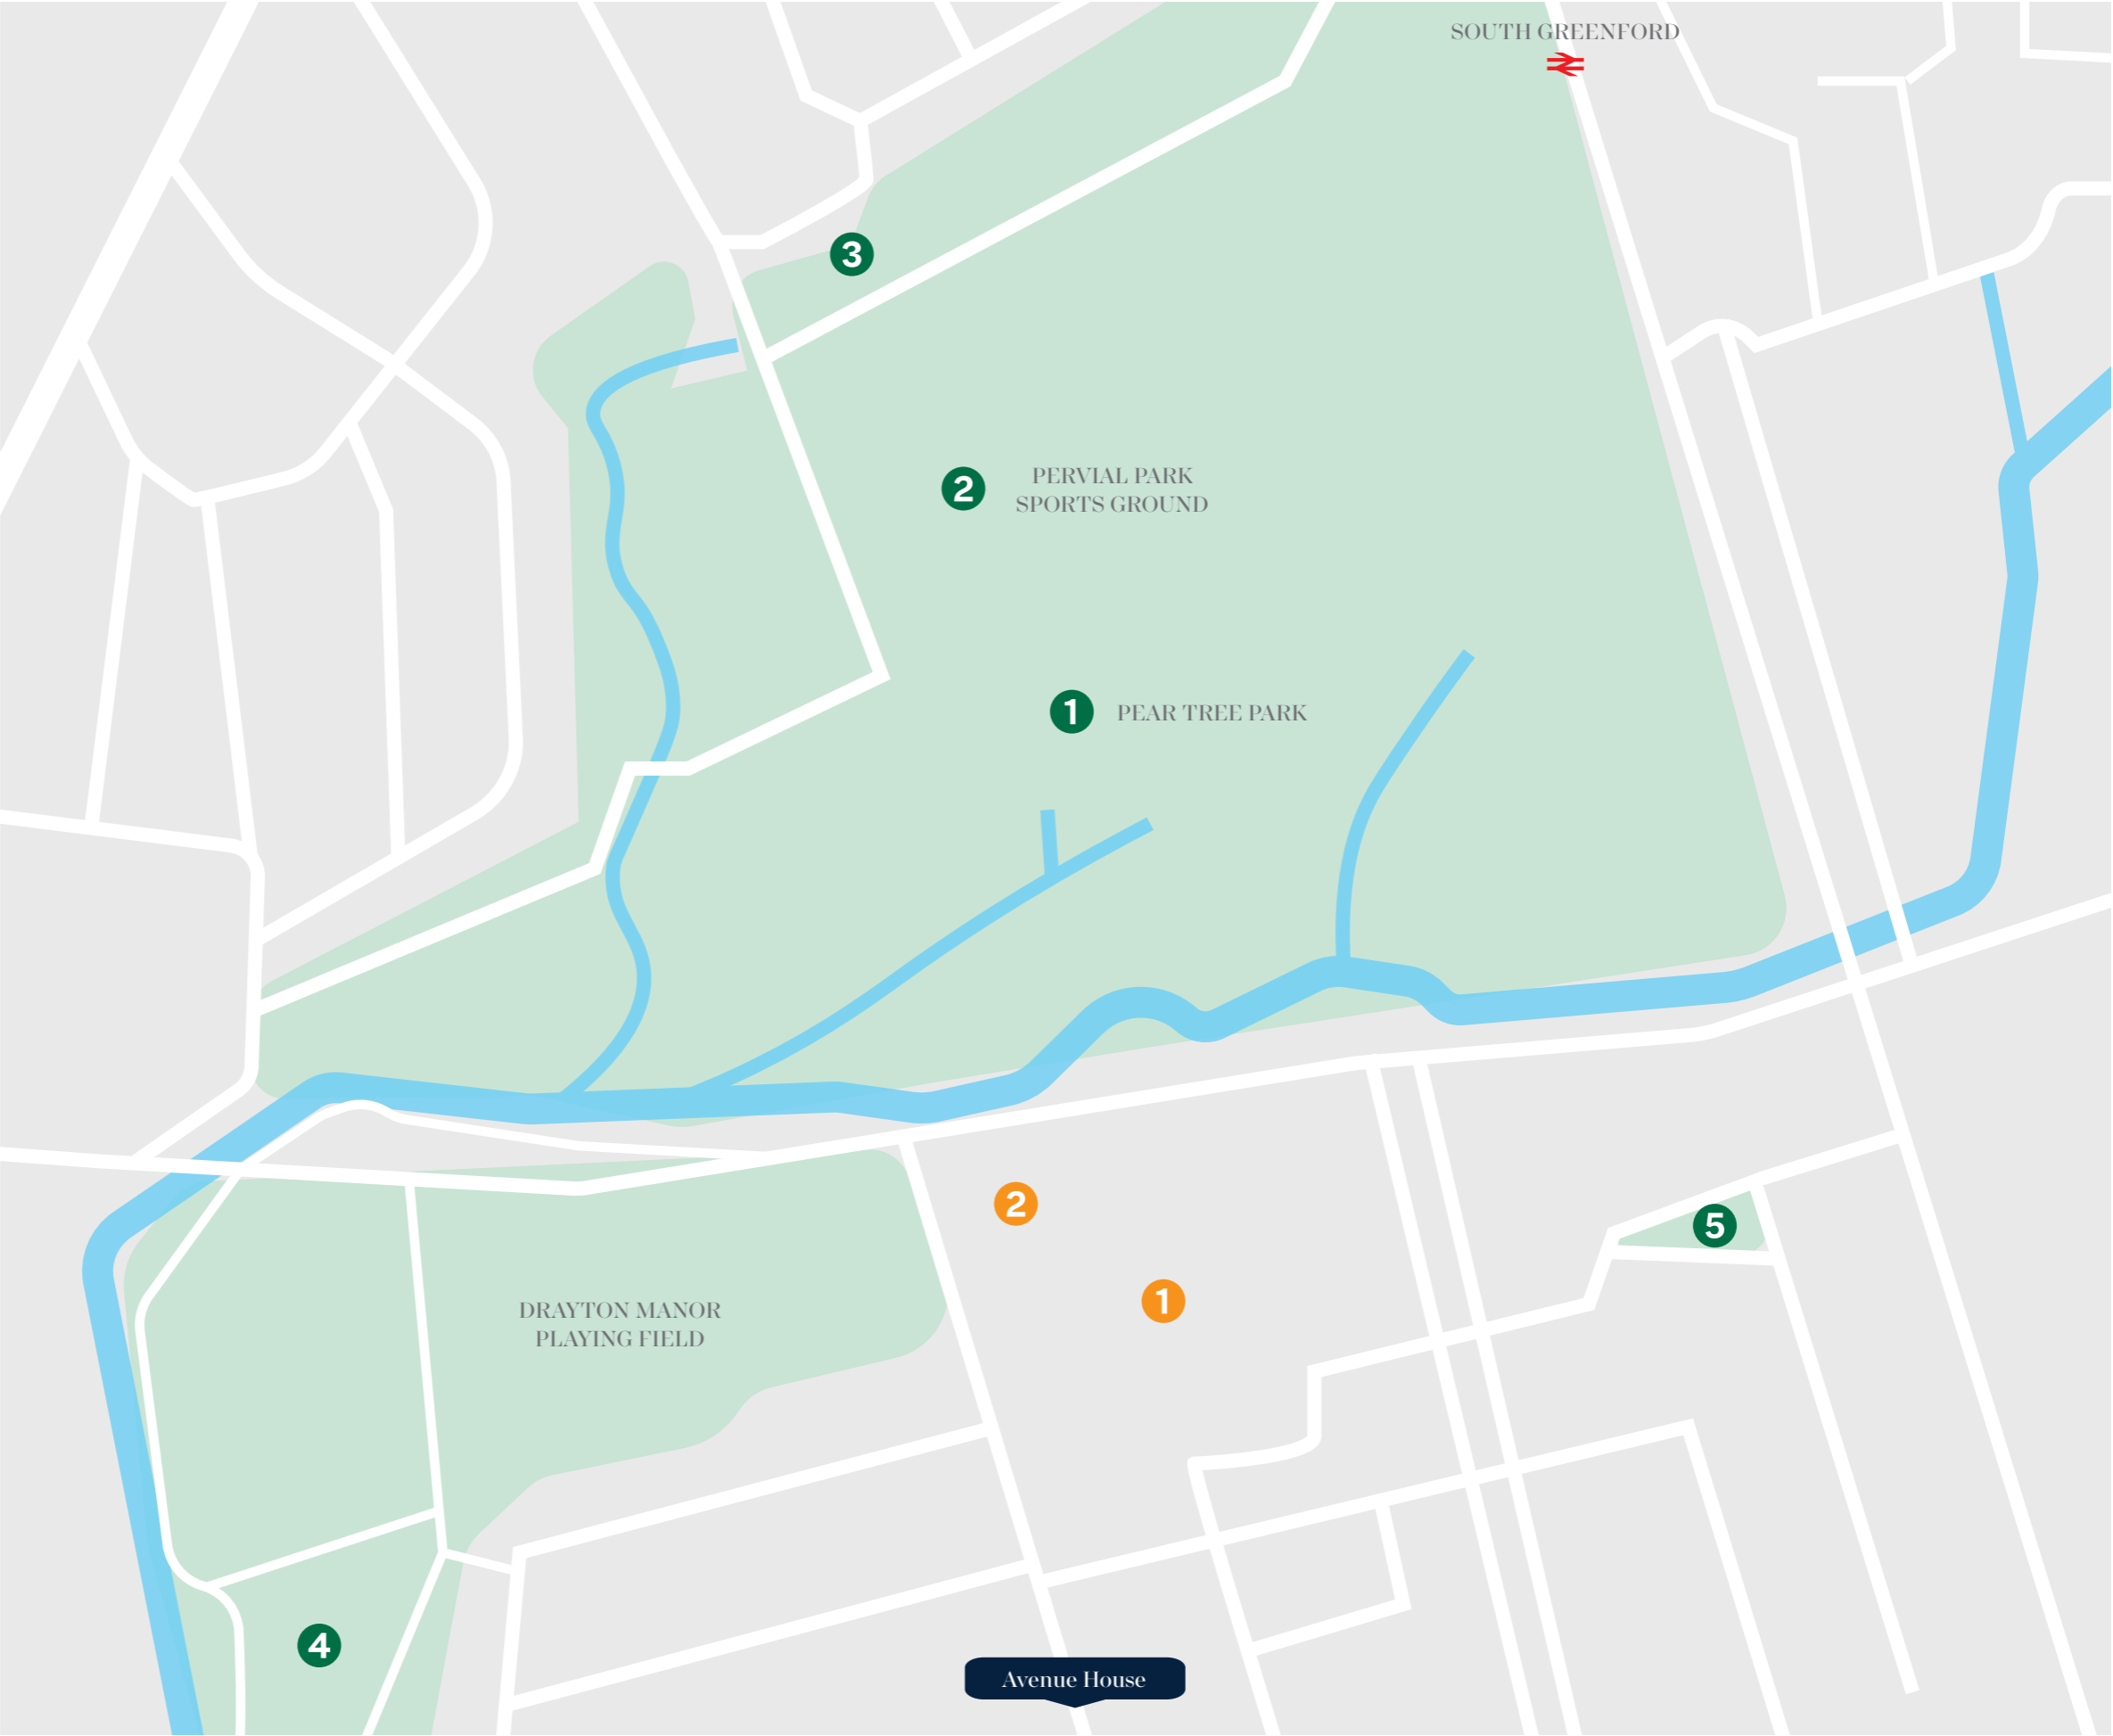 SOUTH GREENFORD
3
2
PERVIAL PARK
SPORTS GROUND
1
PEAR TREE PARK
2
5
1
DRAYTON MANOR
PLAYING FIELD
4
Avenue House